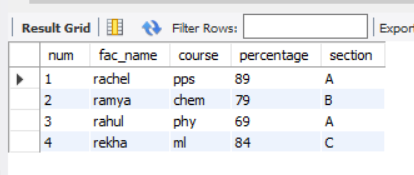 Result Grid Filter Rows: Export
num fac_name course percentage section
1 rachel pps 89 A
2 ramya chem 79 B
3 rahul phy 69 A
4 rekha ml 84 C